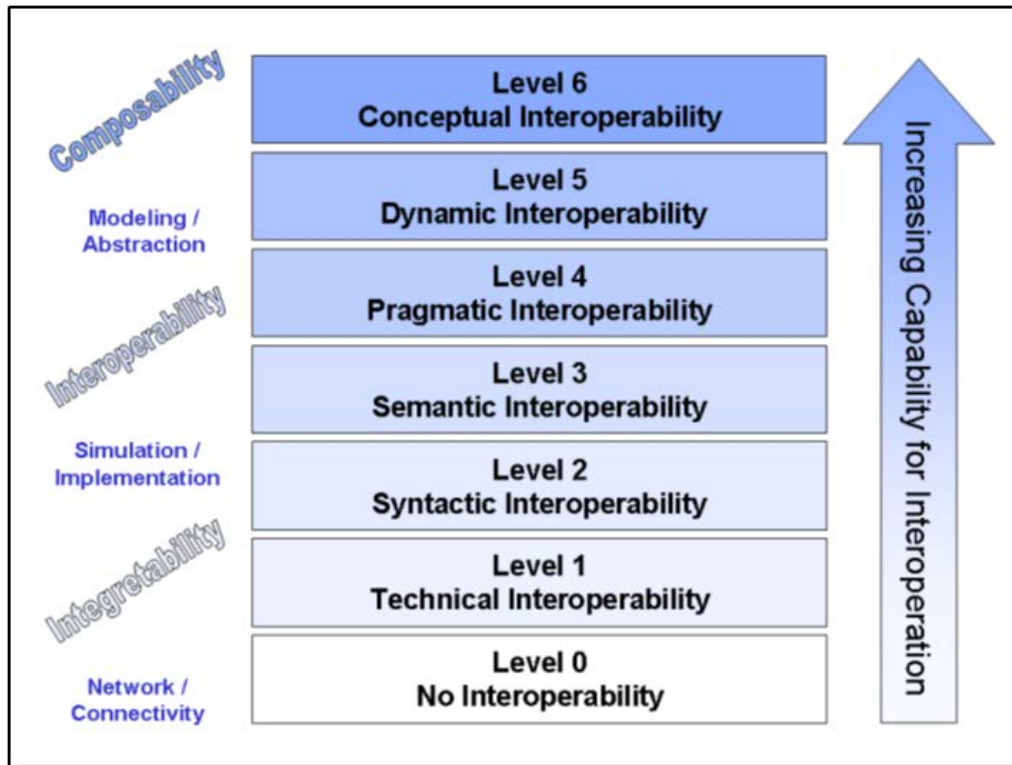 Composability
Modeling /
Abstraction
Interoperability
Simulation /
Implementation
Integretability
Network /
Connectivity
Level 6
Conceptual Interoperability
Level 5
Dynamic Interoperability
Level 4
Pragmatic Interoperability
Level 3
Semantic Interoperability
Level 2
Syntactic Interoperability
Level 1
Technical Interoperability
Level 0
No Interoperability
Increasing Capability for Interoperation